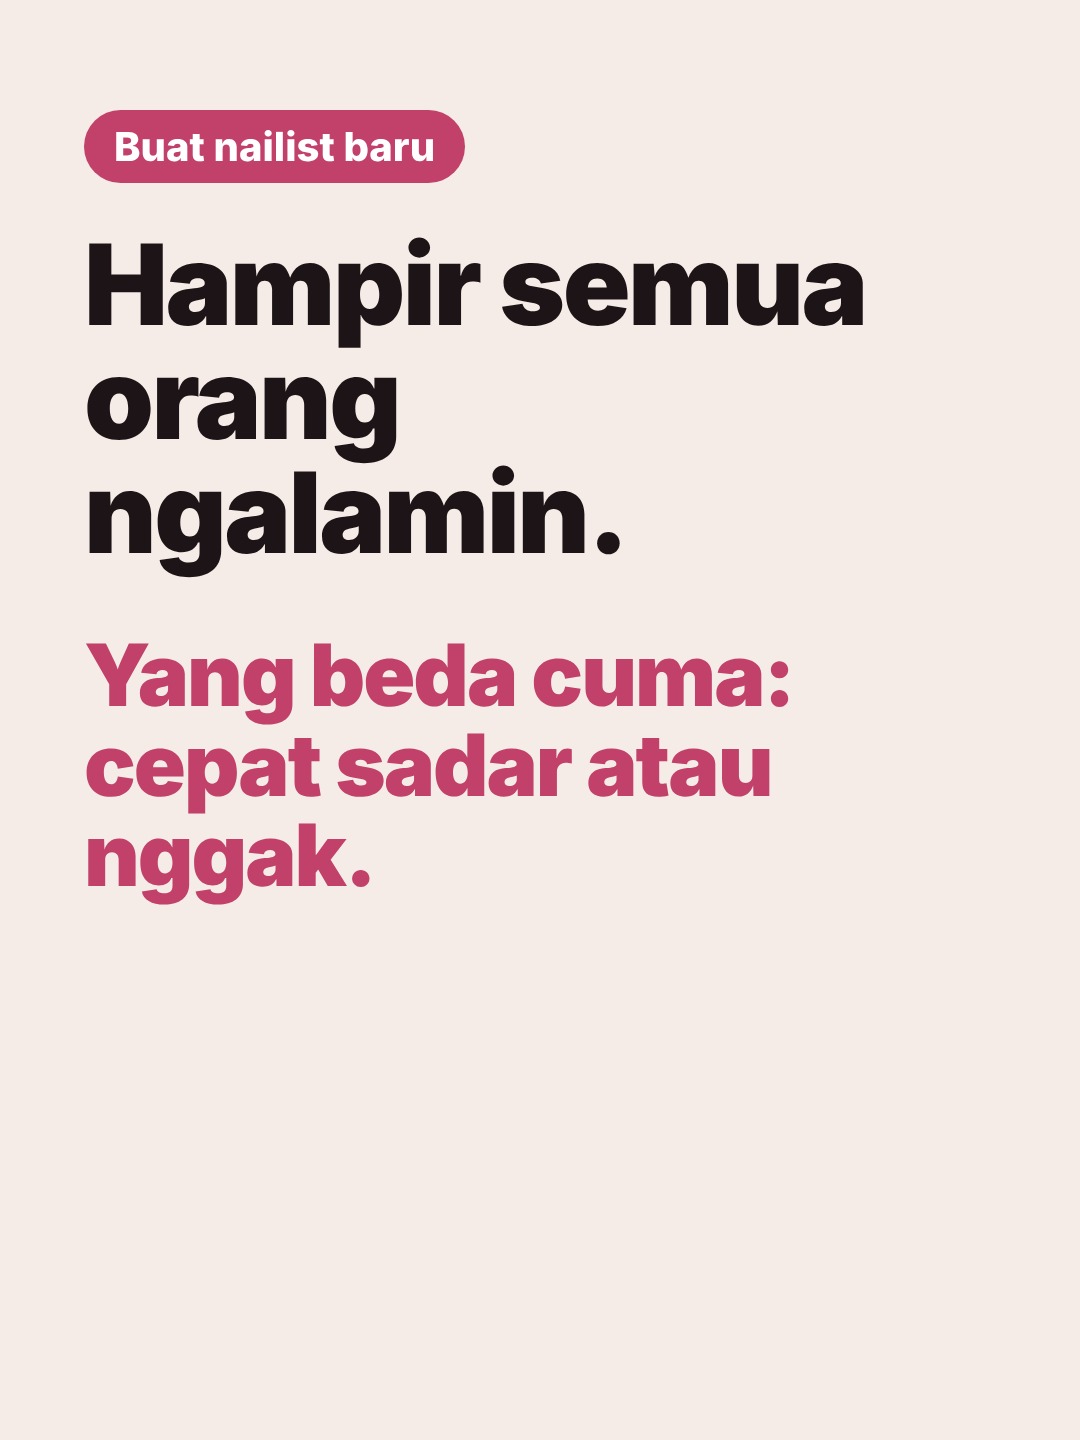 Buat nailist baru
Hampir semua
orang
ngalamin.
Yang beda cuma:
cepat sadar atau
nggak.